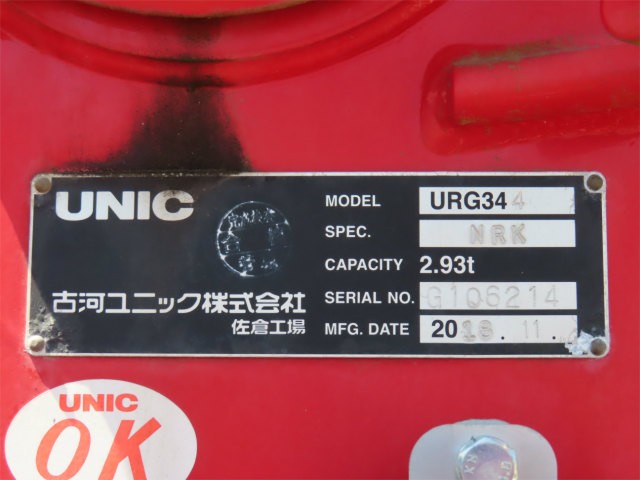 UNIC
MODEL URG344
SPEC. NRK
CAPACITY 2.93t
古河ユニック株式会社
SERIAL NO. G106214
佐倉工場
MFG. DATE 2018.11.
UNIC
OK